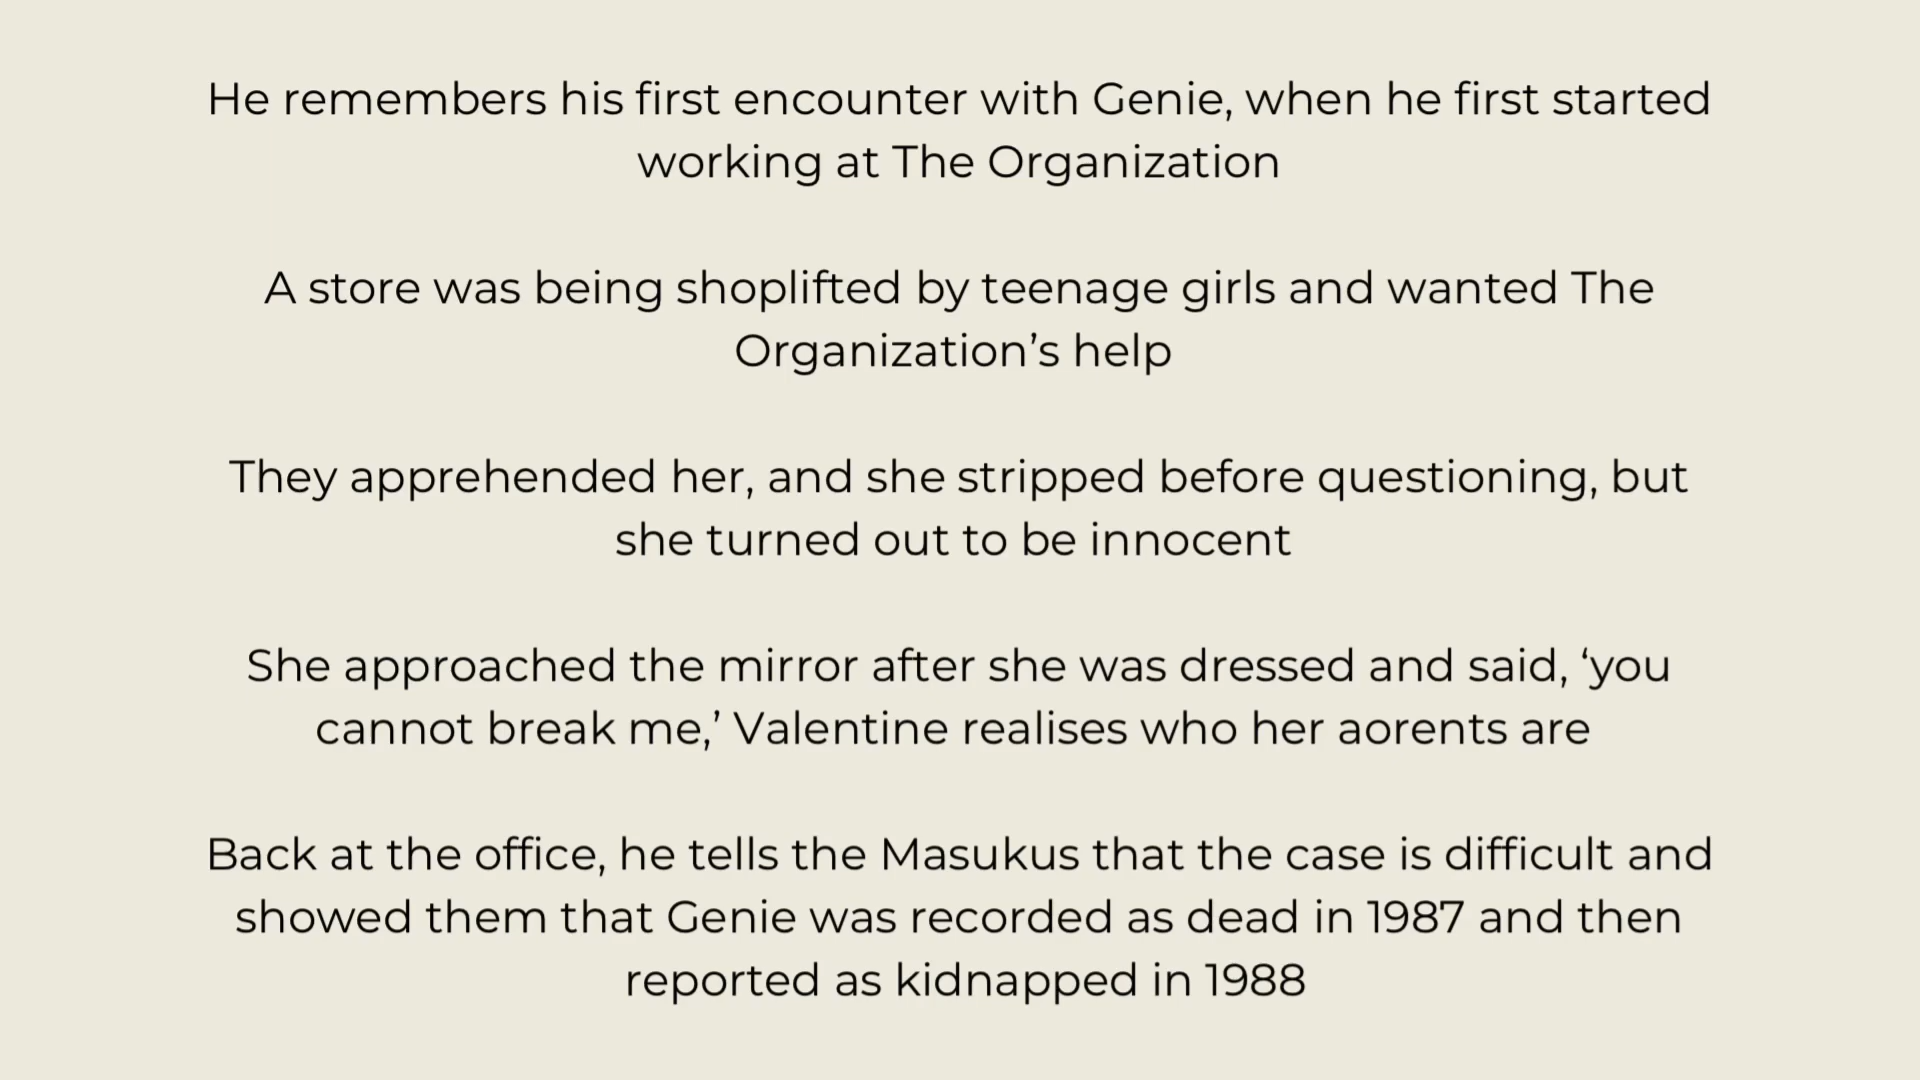 He remembers his first encounter with Genie, when he first started
working at The Organization
A store was being shoplifted by teenage girls and wanted The
Organization’s help
They apprehended her, and she stripped before questioning, but
she turned out to be innocent
She approached the mirror after she was dressed and said, ‘you
cannot break me,’ Valentine realises who her aorents are
Back at the office, he tells the Masukus that the case is difficult and
showed them that Genie was recorded as dead in 1987 and then
reported as kidnapped in 1988